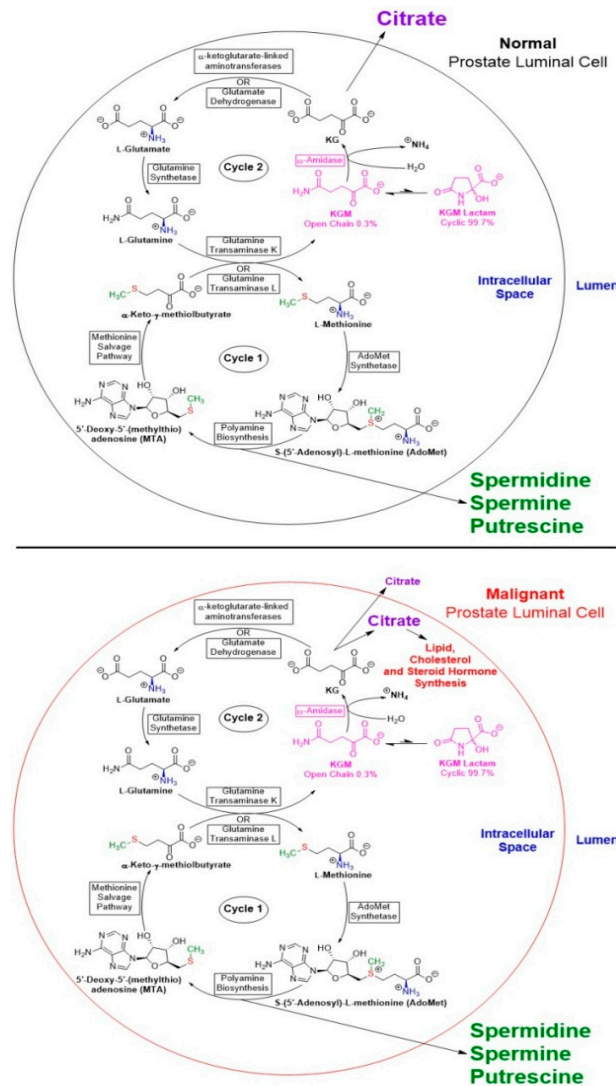 Citrate
Normal
Prostate Luminal Cell
α-ketoglutarate-linked
aminotransferases
OR
Glutamate
Dehydrogenase
L-Glutamate
KG
⊕NH₄
H₂O
α-Amidase
Glutamine
Synthetase
Cycle 2
KGM
Open Chain 0.3%
KGM Lactam
Cyclic 99.7%
L-Glutamine
Glutamine
Transaminase K
OR
Glutamine
Transaminase L
α-Keto-γ-methiolbutyrate
L-Methionine
Intracellular
Space
Lumen
Methionine
Salvage
Pathway
Cycle 1
AdoMet
Synthetase
5'-Deoxy-5'-(methylthio)
adenosine (MTA)
Polyamine
Biosynthesis
S-(5'-Adenosyl)-L-methionine (AdoMet)
Spermidine
Spermine
Putrescine
Citrate
Malignant
Prostate Luminal Cell
α-ketoglutarate-linked
aminotransferases
OR
Glutamate
Dehydrogenase
Citrate
Lipid,
Cholesterol
and Steroid Hormone
Synthesis
L-Glutamate
KG
⊕NH₄
H₂O
α-Amidase
Glutamine
Synthetase
Cycle 2
KGM
Open Chain 0.3%
KGM Lactam
Cyclic 99.7%
L-Glutamine
Glutamine
Transaminase K
OR
Glutamine
Transaminase L
α-Keto-γ-methiolbutyrate
L-Methionine
Intracellular
Space
Lumen
Methionine
Salvage
Pathway
Cycle 1
AdoMet
Synthetase
5'-Deoxy-5'-(methylthio)
adenosine (MTA)
Polyamine
Biosynthesis
S-(5'-Adenosyl)-L-methionine (AdoMet)
Spermidine
Spermine
Putrescine